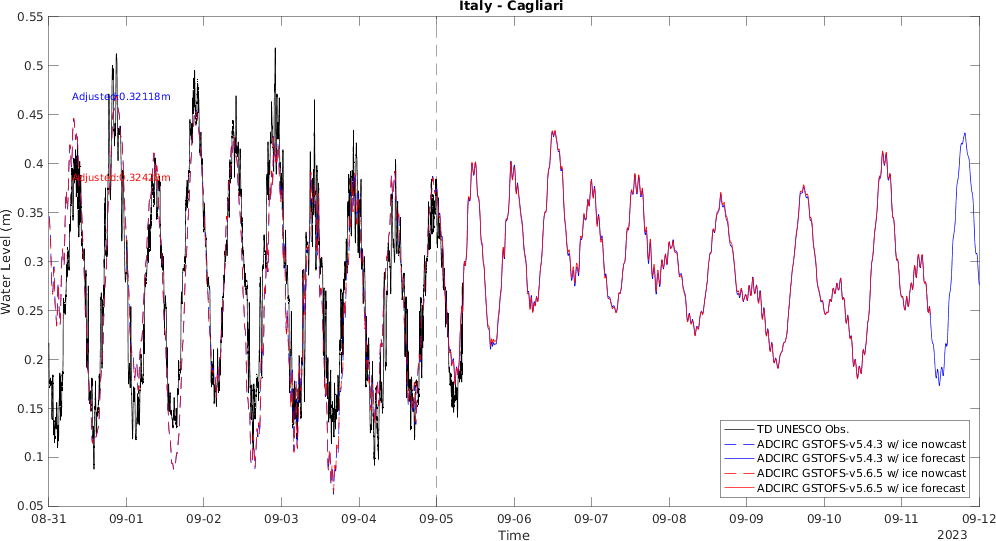 Italy - Cagliari
0.55
0.5
0.45
0.4
0.35
0.3
0.25
0.2
0.15
0.1
0.05
Water Level (m)
Adjusted:0.32118m
08-31
09-01
09-02
09-03
09-04
09-05
09-06
09-07
09-08
09-09
09-10
09-11
09-12
Time
2023
TD UNESCO Obs.
ADCIRC GSTOFS-v5.4.3 w/ ice nowcast
ADCIRC GSTOFS-v5.4.3 w/ ice forecast
ADCIRC GSTOFS-v5.6.5 w/ ice nowcast
ADCIRC GSTOFS-v5.6.5 w/ ice forecast